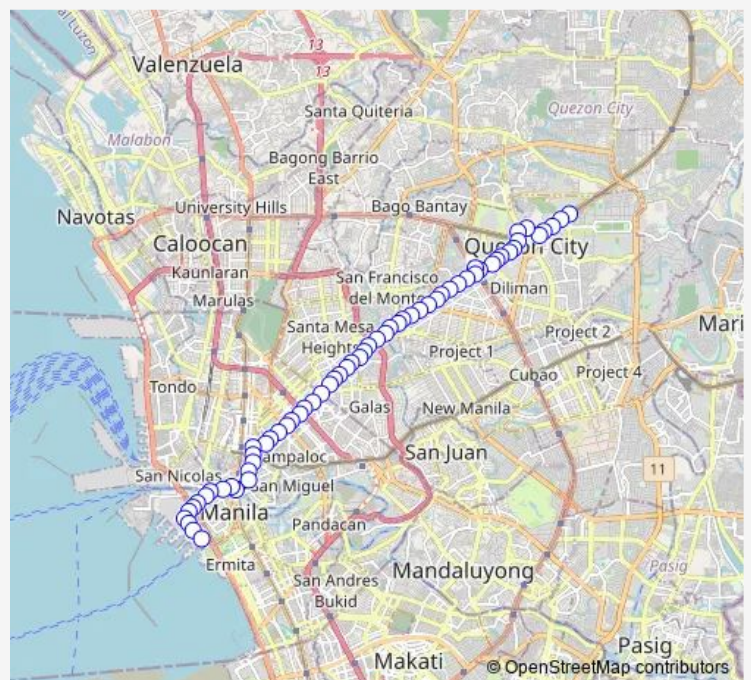 al Luzon
Valenzuela
13
13
Santa Quiteria
Quezon City
Malabon
Bagong Barrio
East
Navotas
University Hills
Bago Bantay
Caloocan
Quezon City
Kaunlaran
San Francisco
del Monte
Diliman
Marulas
Santa Mesa
Heights
Project 2
Mari
Project 1
Tondo
Cubao
Project 4
Galas
New Manila
San Juan
ampaloc
11
San Nicolas
San Miguel
Manila
Pandacan
Ermita
Pasig
San Andres
Bukid
Mandaluyong
Pasig
Makati
© OpenStreetMap contributors